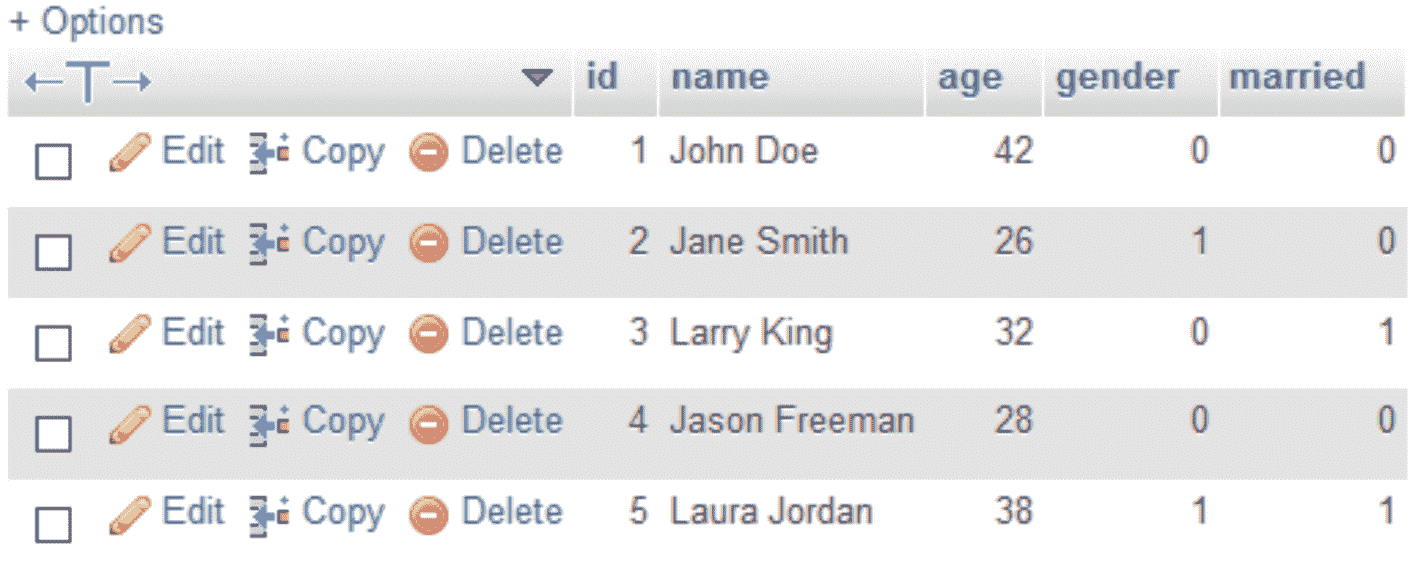 + Options
←T→ id name age gender married
Edit Copy Delete 1 John Doe 42 0 0
Edit Copy Delete 2 Jane Smith 26 1 0
Edit Copy Delete 3 Larry King 32 0 1
Edit Copy Delete 4 Jason Freeman 28 0 0
Edit Copy Delete 5 Laura Jordan 38 1 1